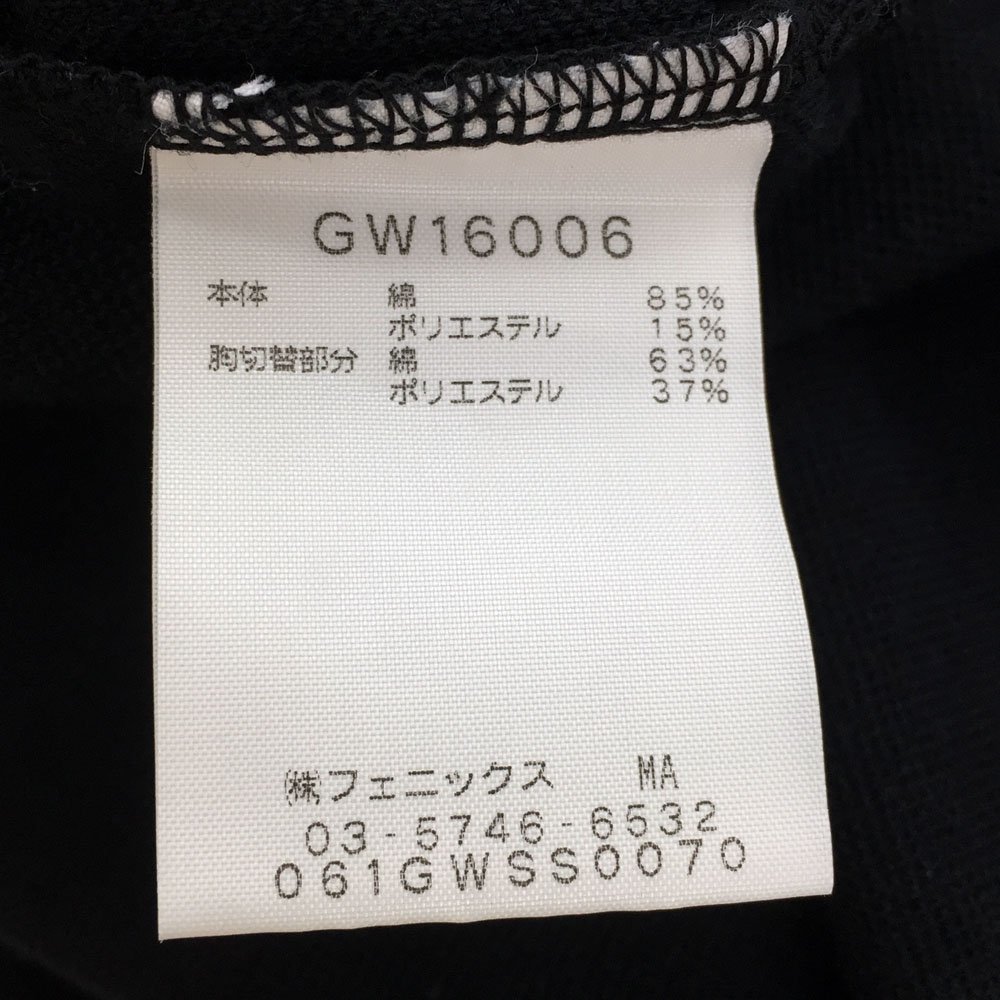 GW16006
本体 綿 85%
ポリエステル 15%
胸切替部分 綿 63%
ポリエステル 37%
㈱フェニックス MA
03-5746-6532
061GWSS0070